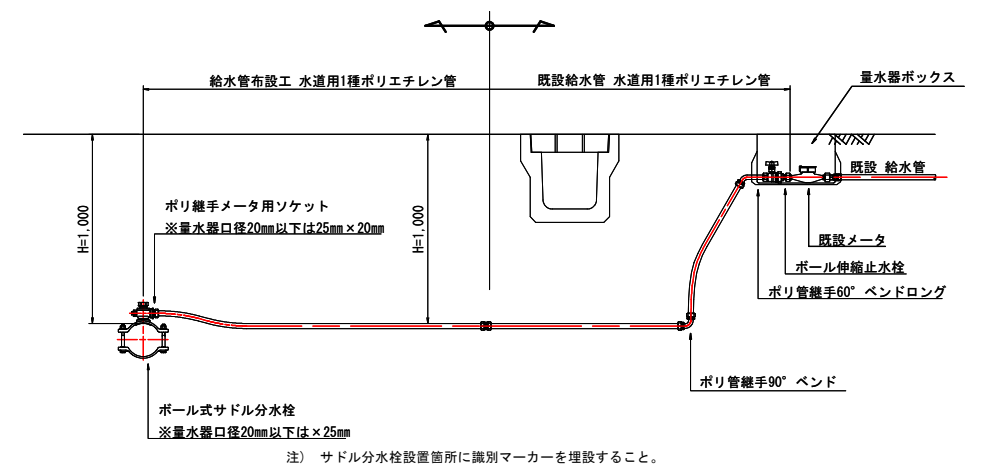 給水管布設工 水道用1種ポリエチレン管
既設給水管 水道用1種ポリエチレン管
量水器ボックス
既設 給水管
H=1,000
ポリ継手メータ用ソケット
※量水器口径20mm以下は25mm×20mm
H=1,000
既設メータ
ボール伸縮止水栓
ポリ管継手60°ベンドロング
ポリ管継手90°ベンド
ボール式サドル分水栓
※量水器口径20mm以下は×25mm
注) サドル分水栓設置箇所に識別マーカーを埋設すること。